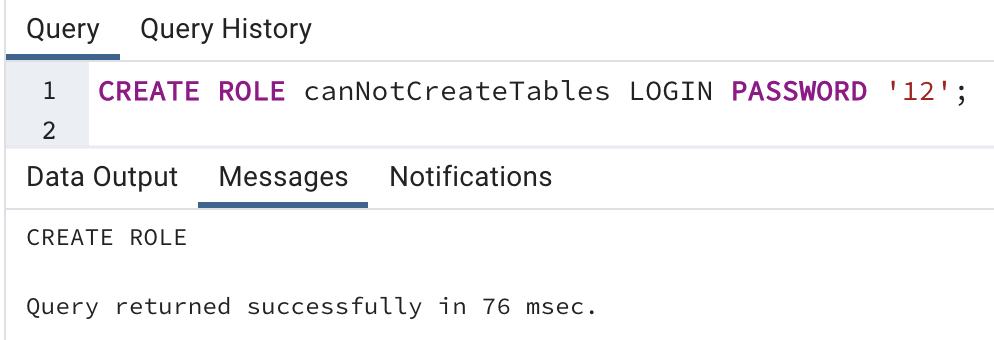 Query Query History
1 CREATE ROLE canNotCreateTables LOGIN PASSWORD '12';
2
Data Output Messages Notifications
CREATE ROLE
Query returned successfully in 76 msec.